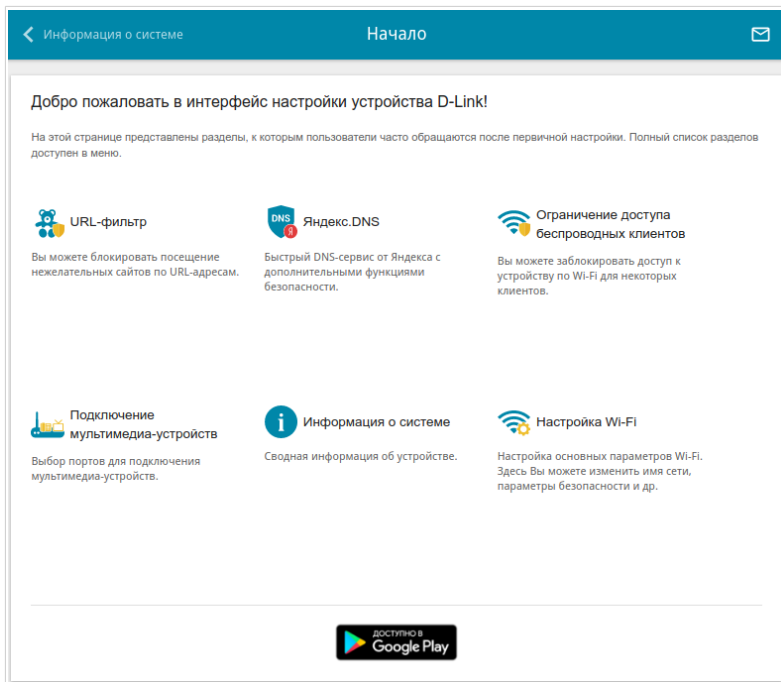 Информация о системе
Начало
Добро пожаловать в интерфейс настройки устройства D-Link!
На этой странице представлены разделы, к которым пользователи часто обращаются после первичной настройки. Полный список разделов
доступен в меню.
URL-фильтр
Вы можете блокировать посещение
нежелательных сайтов по URL-адресам.
DNS
Я
Яндекс.DNS
Быстрый DNS-сервис от Яндекса с
дополнительными функциями
безопасности.
Ограничение доступа
беспроводных клиентов
Вы можете заблокировать доступ к
устройству по Wi-Fi для некоторых
клиентов.
Подключение
мультимедиа-устройств
Выбор портов для подключения
мультимедиа-устройств.
i
Информация о системе
Сводная информация об устройстве.
Настройка Wi-Fi
Настройка основных параметров Wi-Fi.
Здесь Вы можете изменить имя сети,
параметры безопасности и др.
ДОСТУПНО В
Google Play